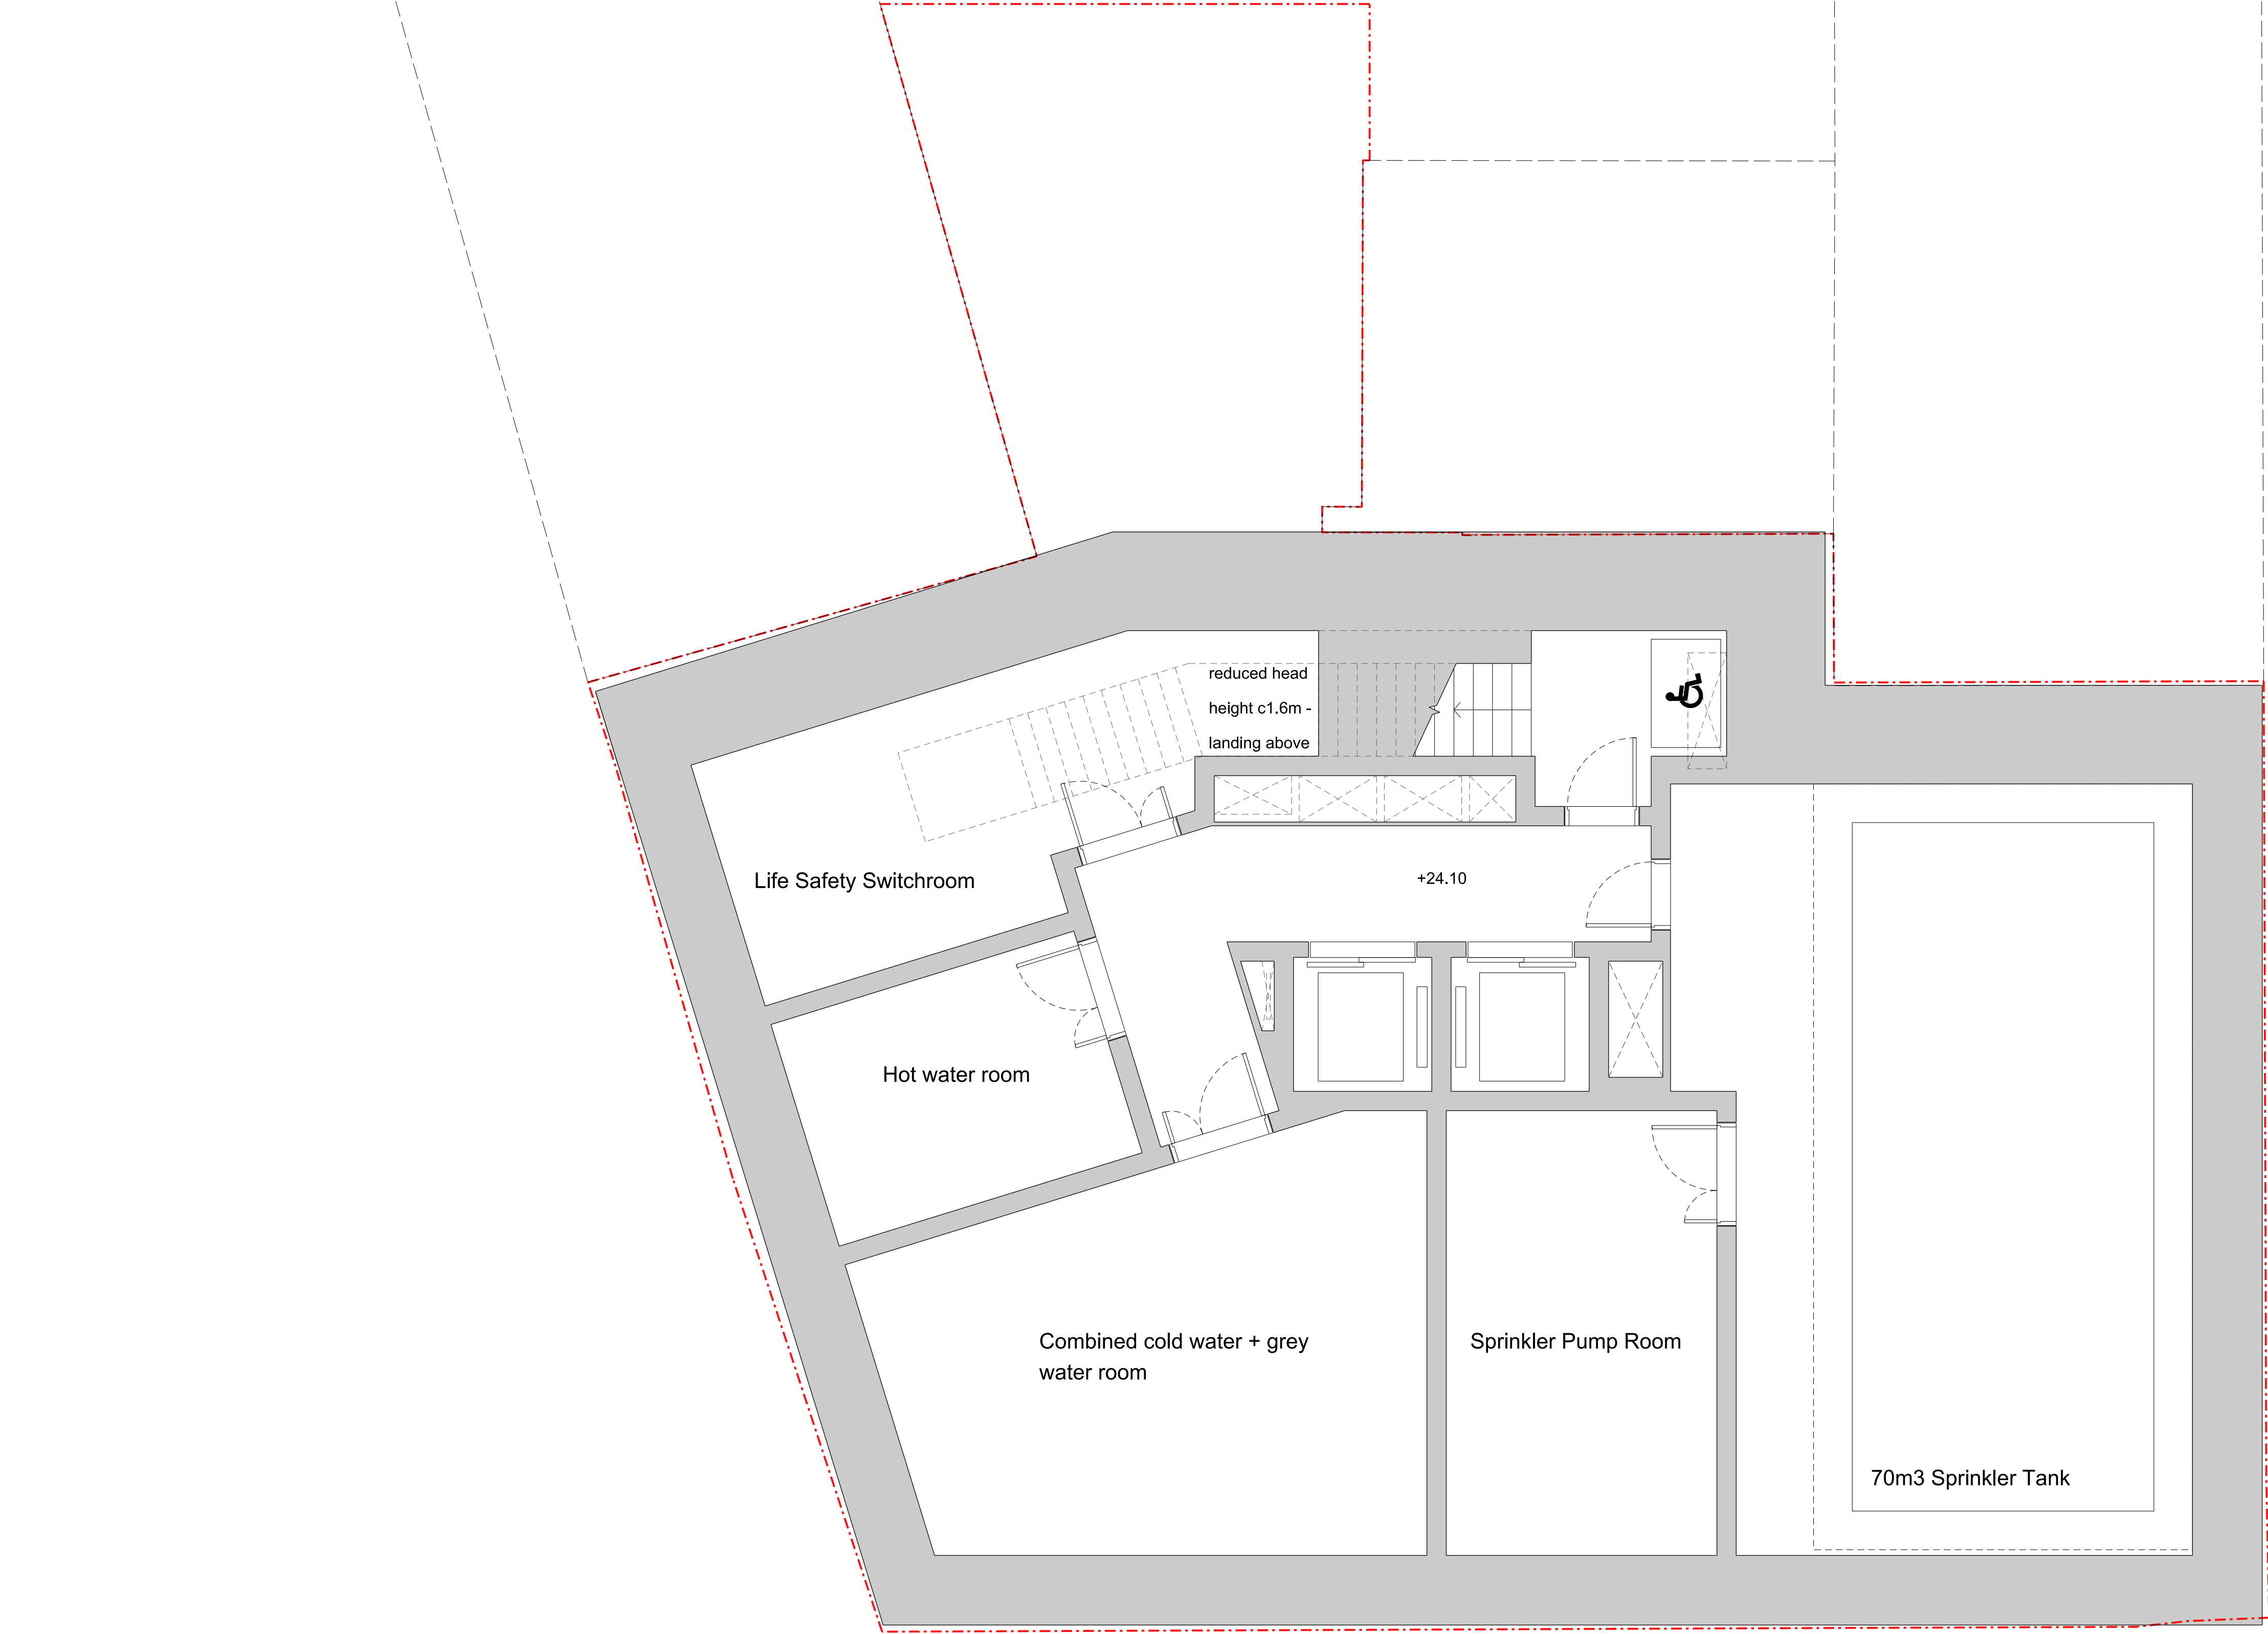 reduced head
height c1.6m -
landing above
Life Safety Switchroom
+24.10
Hot water room
Combined cold water + grey
water room
Sprinkler Pump Room
70m3 Sprinkler Tank